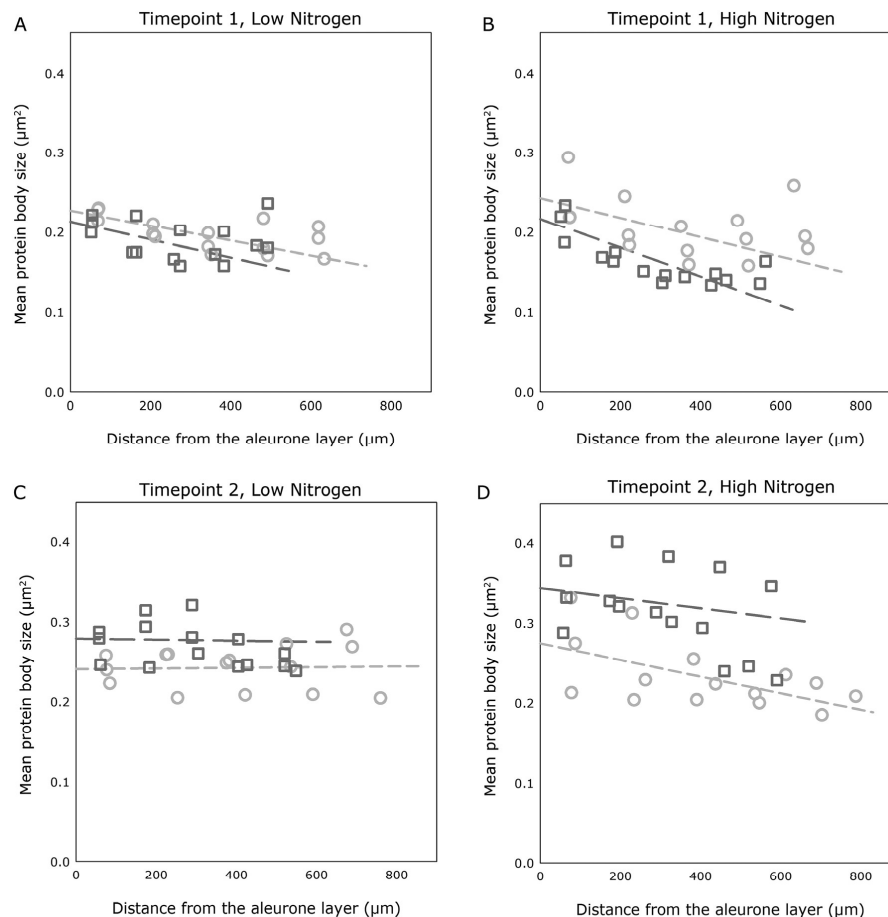 A
Timepoint 1, Low Nitrogen
Mean protein body size (µm²)
0.4
0.3
0.2
0.1
0.0
0 200 400 600 800
Distance from the aleurone layer (µm)
B
Timepoint 1, High Nitrogen
Mean protein body size (µm²)
0.4
0.3
0.2
0.1
0.0
0 200 400 600 800
Distance from the aleurone layer (µm)
C
Timepoint 2, Low Nitrogen
Mean protein body size (µm²)
0.4
0.3
0.2
0.1
0.0
0 200 400 600 800
Distance from the aleurone layer (µm)
D
Timepoint 2, High Nitrogen
Mean protein body size (µm²)
0.4
0.3
0.2
0.1
0.0
0 200 400 600 800
Distance from the aleurone layer (µm)